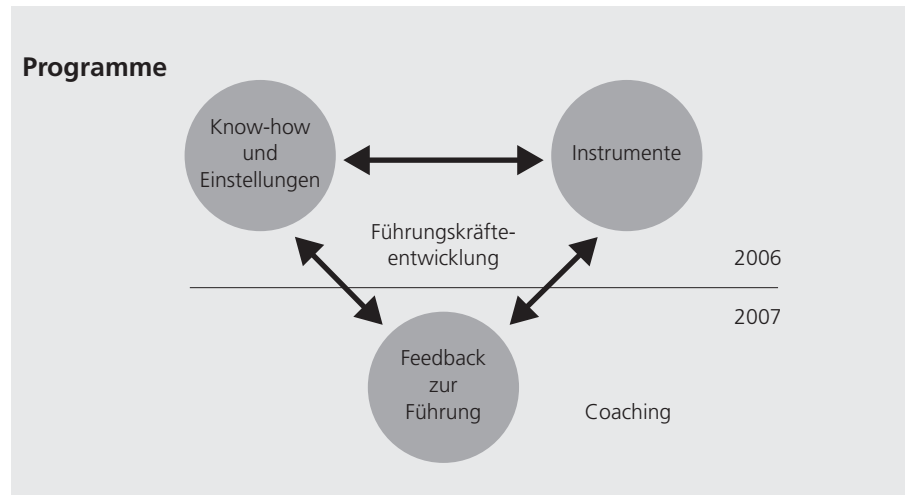 Programme
Know-how
und
Einstellungen
Instrumente
Führungskräfte-
entwicklung
2006
2007
Feedback
zur
Führung
Coaching